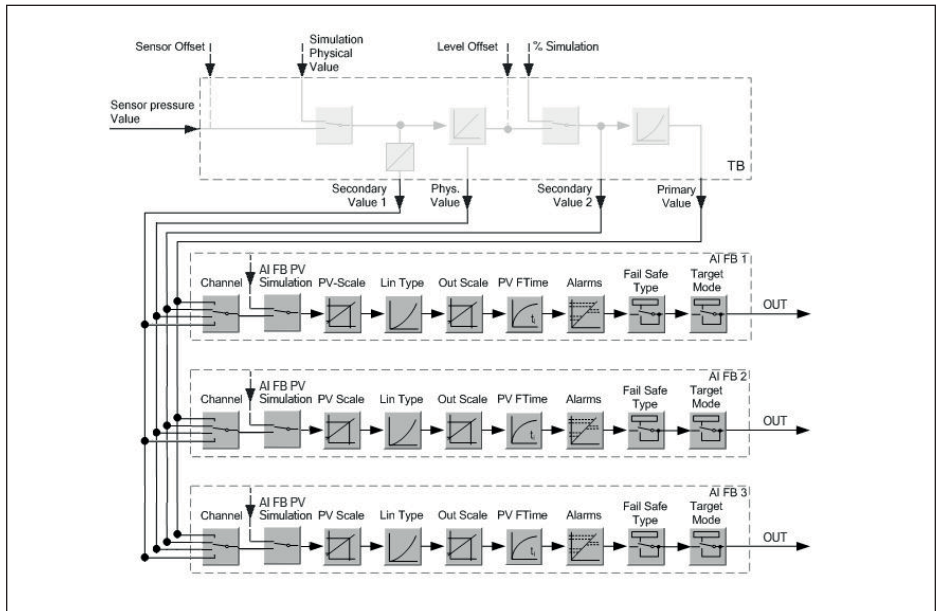 Sensor Offset
Simulation
Physical
Value
Level Offset
% Simulation
Sensor pressure
Value
TB
Secondary
Value 1
Phys.
Value
Secondary
Value 2
Primary
Value
AI FB 1
Channel
AI FB PV
Simulation
PV-Scale
Lin Type
Out Scale
PV FTime
Alarms
Fail Safe
Type
Target
Mode
OUT
t
AI FB 2
Channel
AI FB PV
Simulation
PV Scale
Lin Type
Out Scale
PV FTime
Alarms
Fail Safe
Type
Target
Mode
OUT
t
AI FB 3
Channel
AI FB PV
Simulation
PV Scale
Lin Type
Out Scale
PV FTime
Alarms
Fail Safe
Type
Target
Mode
OUT
t